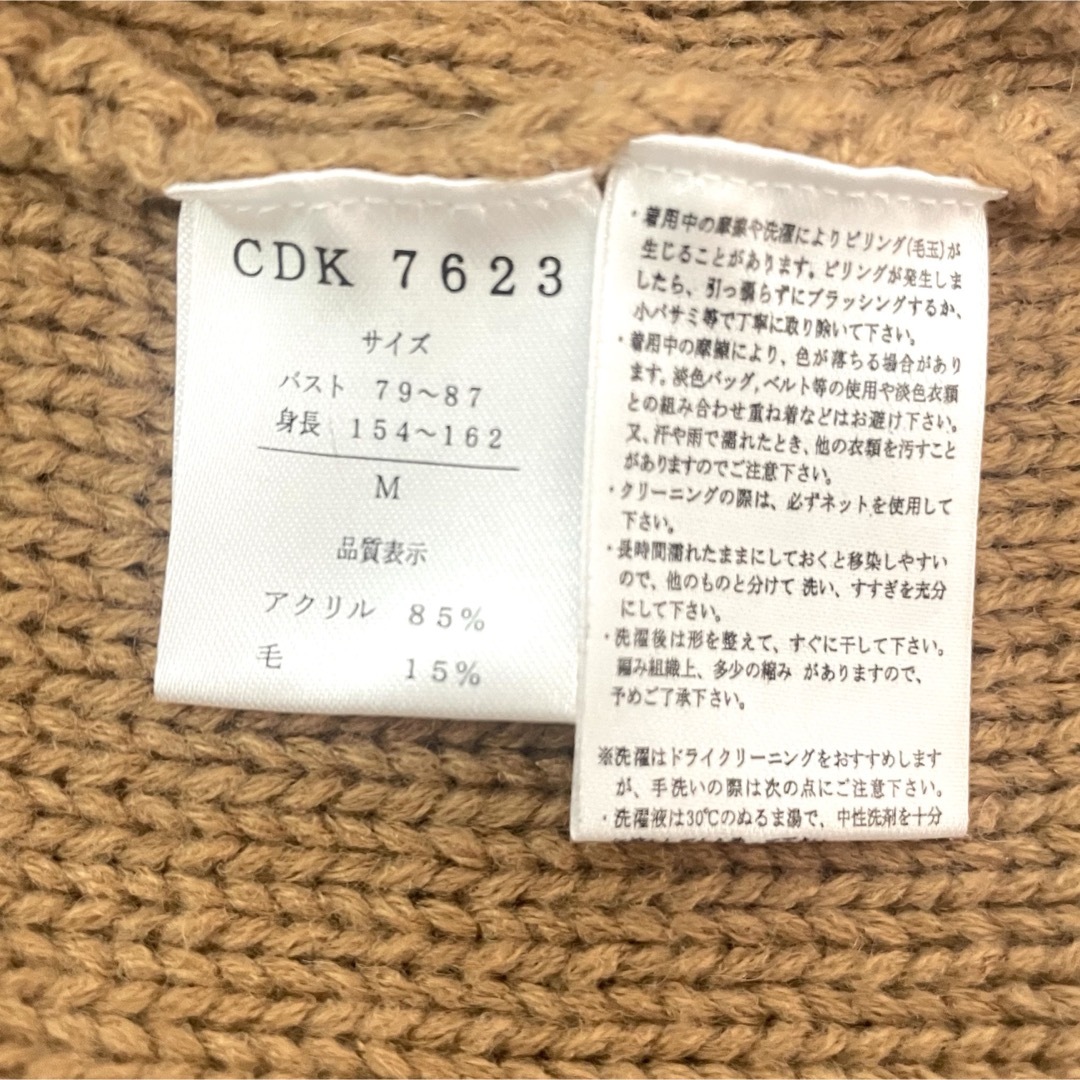 CDK 7623
サイズ
バスト 79～87
身長 154～162
M
品質表示
アクリル 85%
毛 15%
・着用中の摩擦や洗濯によりピリング(毛玉)が
生じることがあります。ピリングが発生しま
したら、引っ張らずにブラッシングするか、
小バサミ等で丁寧に取り除いて下さい。
・着用中の摩擦により、色が落ちる場合があり
ます。淡色バッグ、ベルト等の使用や淡色衣類
との組み合わせ重ね着などはお避け下さい。
又、汗や雨で濡れたとき、他の衣類を汚すこと
がありますのでご注意下さい。
・クリーニングの際は、必ずネットを使用して
下さい。
・長時間濡れたままにしておくと移染しやすい
ので、他のものと分けて 洗い、すすぎを充分
にして下さい。
・洗濯後は形を整えて、すぐに干して下さい。
編み組織上、多少の縮み がありますので、
予めご了承下さい。
※洗濯はドライクリーニングをおすすめします
が、手洗いの際は次の点にご注意下さい。
・洗濯液は30℃のぬるま湯で、中性洗剤を十分